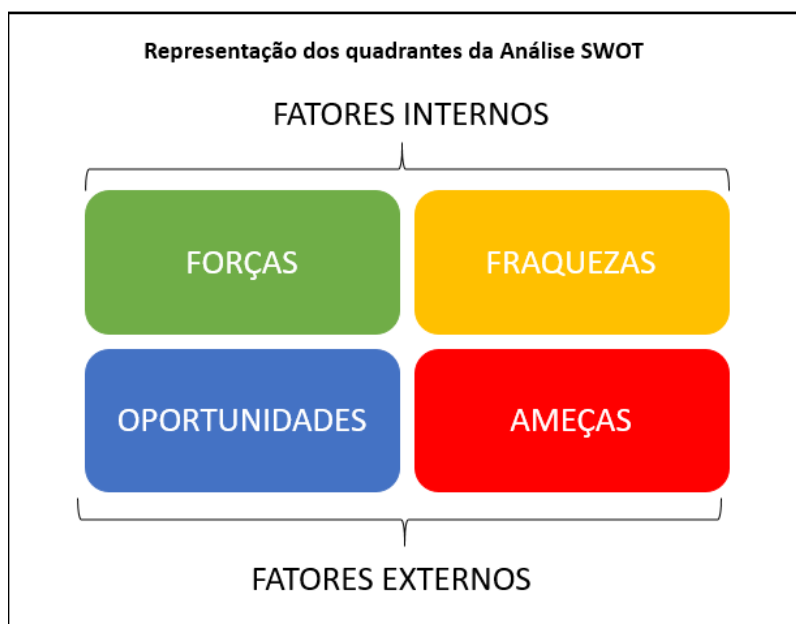 Representação dos quadrantes da Análise SWOT
FATORES INTERNOS
FORÇAS
FRAQUEZAS
OPORTUNIDADES
AMEÇAS
FATORES EXTERNOS